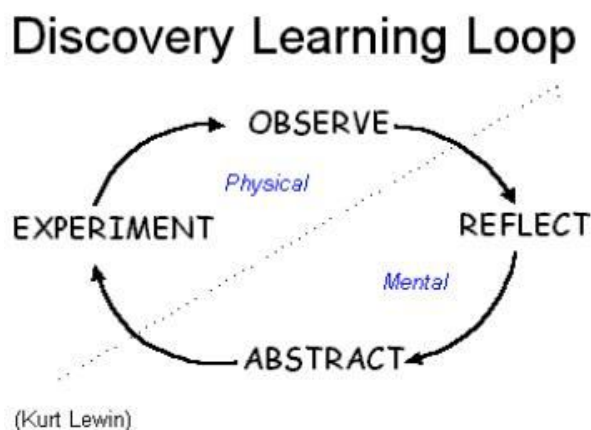 Discovery Learning Loop
OBSERVE
Physical
EXPERIMENT
REFLECT
Mental
ABSTRACT
(Kurt Lewin)